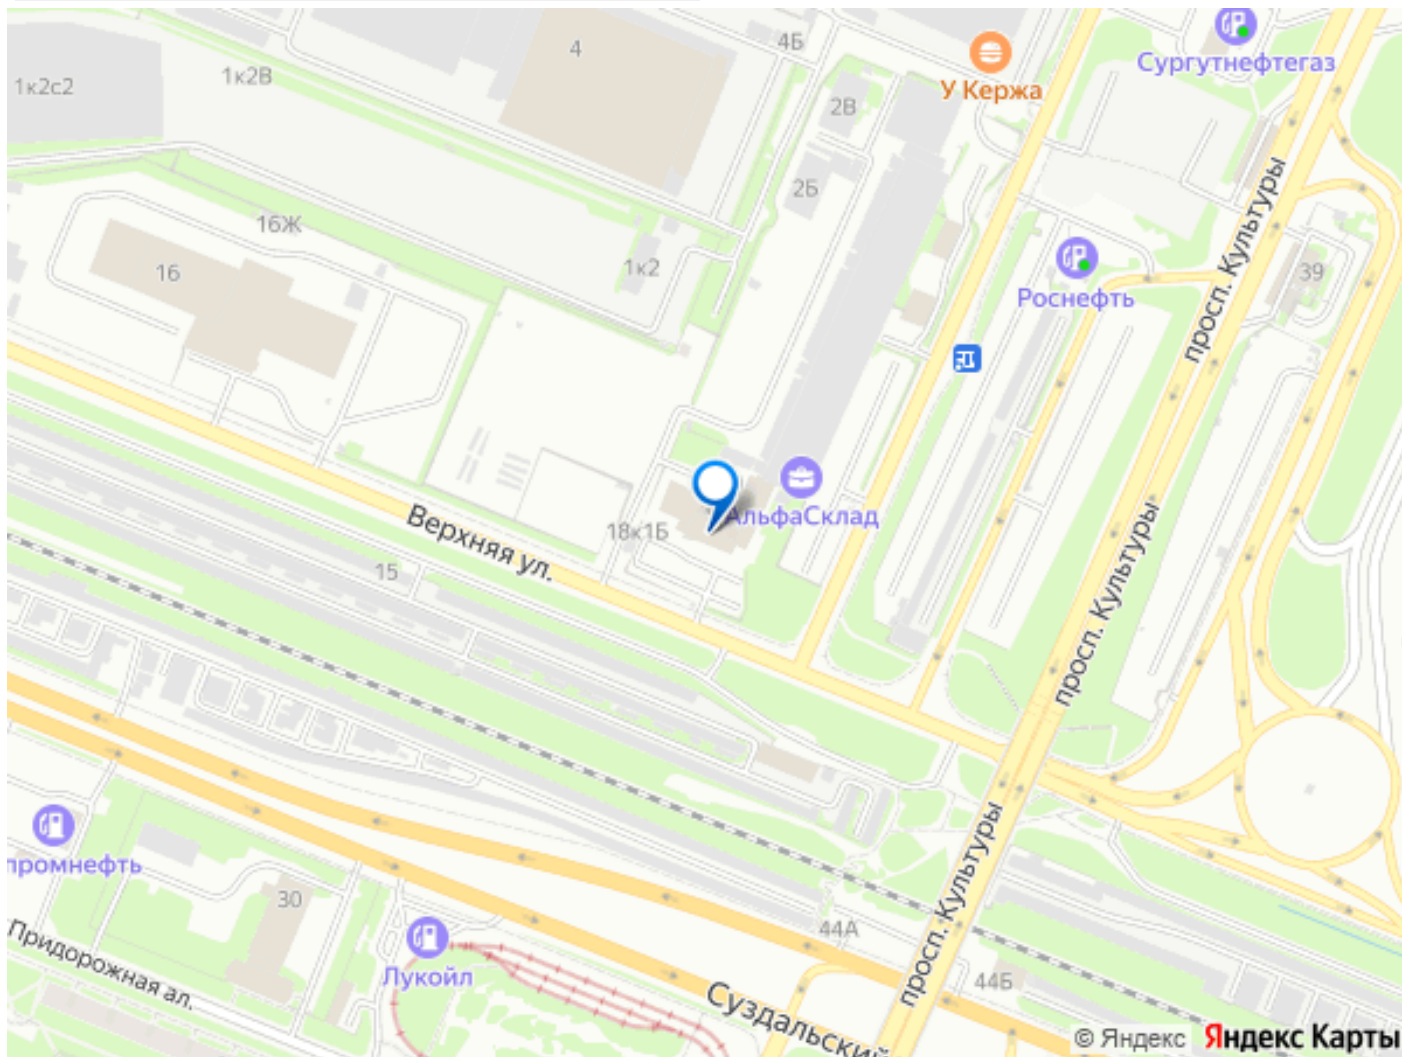 4
4Б
У Кержа
Сургутнефтегаз
1к2с2
1к2В
2В
2Б
16Ж
16
1к2
Роснефть
39
просп. Культуры
АльфаСклад
18к1Б
Верхняя ул.
15
просп. Культуры
промнефть
30
Лукойл
Придорожная ал.
44А
просп. Культуры
44Б
Суздальский
© Яндекс Яндекс Карты